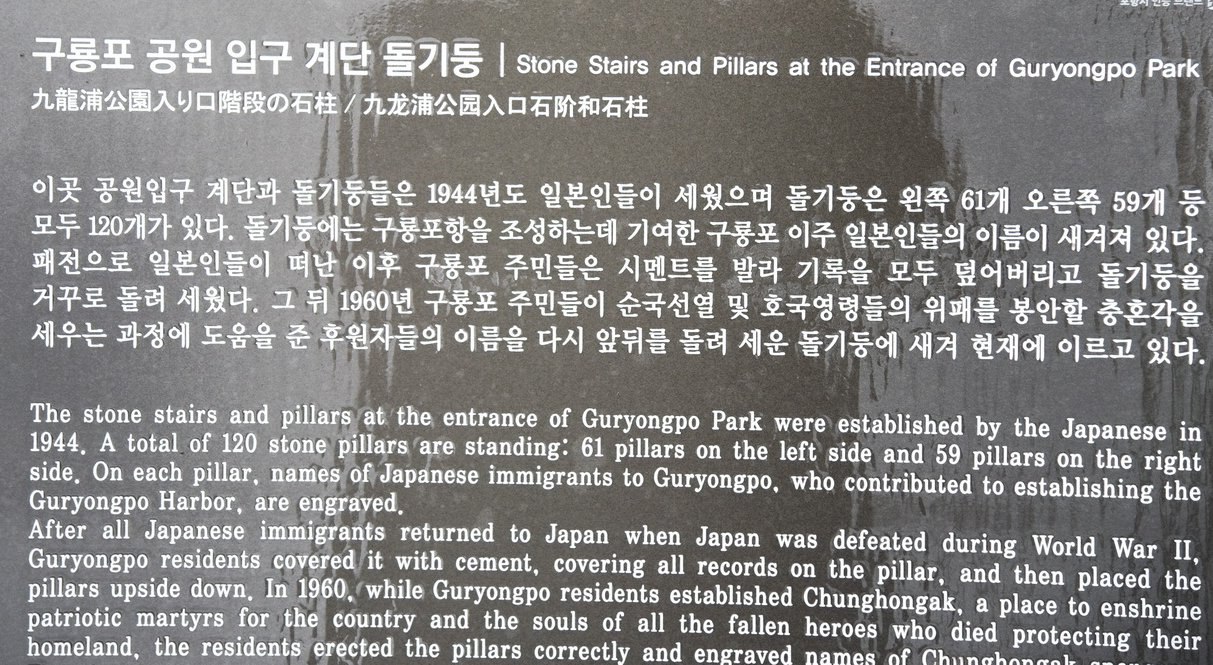 포항시 인증 브랜드
구룡포 공원 입구 계단 돌기둥 | Stone Stairs and Pillars at the Entrance of Guryongpo Park
九龍浦公園入り口階段の石柱 / 九龙浦公园入口石阶和石柱
이곳 공원입구 계단과 돌기둥들은 1944년도 일본인들이 세웠으며 돌기둥은 왼쪽 61개 오른쪽 59개 등
모두 120개가 있다. 돌기둥에는 구룡포항을 조성하는데 기여한 구룡포 이주 일본인들의 이름이 새겨져 있다.
패전으로 일본인들이 떠난 이후 구룡포 주민들은 시멘트를 발라 기록을 모두 덮어버리고 돌기둥을
거꾸로 돌려 세웠다. 그 뒤 1960년 구룡포 주민들이 순국선열 및 호국영령들의 위패를 봉안할 충혼각을
세우는 과정에 도움을 준 후원자들의 이름을 다시 앞뒤를 돌려 세운 돌기둥에 새겨 현재에 이르고 있다.
The stone stairs and pillars at the entrance of Guryongpo Park were established by the Japanese in
1944. A total of 120 stone pillars are standing: 61 pillars on the left side and 59 pillars on the right
side. On each pillar, names of Japanese immigrants to Guryongpo, who contributed to establishing the
Guryongpo Harbor, are engraved.
After all Japanese immigrants returned to Japan when Japan was defeated during World War II,
Guryongpo residents covered it with cement, covering all records on the pillar, and then placed the
pillars upside down. In 1960, while Guryongpo residents established Chunghongak, a place to enshrine
patriotic martyrs for the country and the souls of all the fallen heroes who died protecting their
homeland, the residents erected the pillars correctly and engraved names of Chunghongak